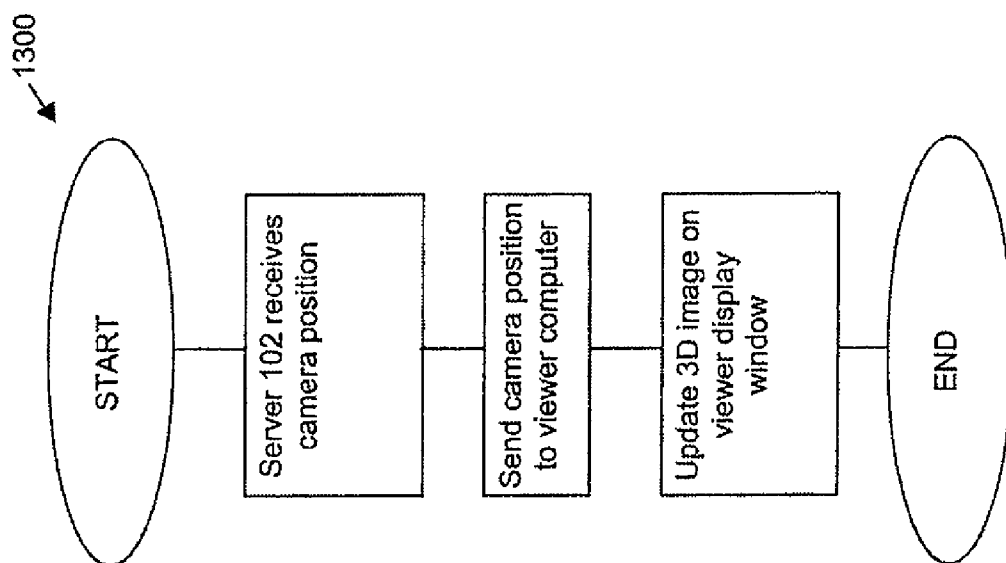 1300
START
Server 102 receives
camera position
Send camera position
to viewer computer
Update 3D image on
viewer display
window
END